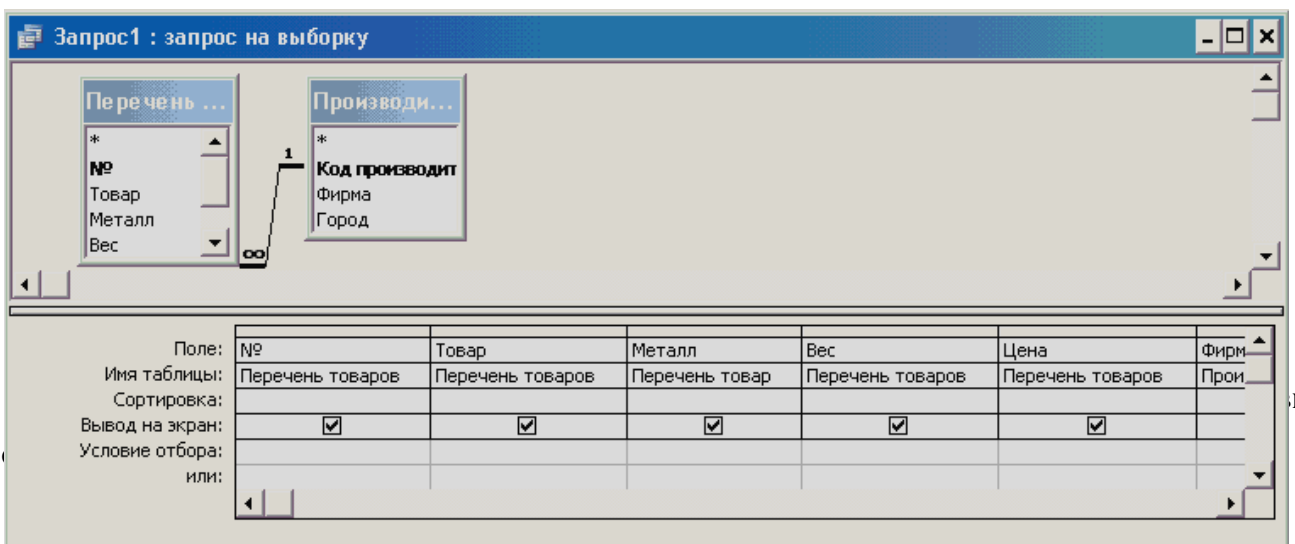 Запрос1 : запрос на выборку
Перечень ...
*
№
Товар
Металл
Вес
1
∞
Производи...
*
Код производит
Фирма
Город
Поле: № Товар Металл Вес Цена Фирм
Имя таблицы: Перечень товаров Перечень товаров Перечень товар Перечень товаров Перечень товаров Прои
Сортировка:
Вывод на экран:
Условие отбора:
или: